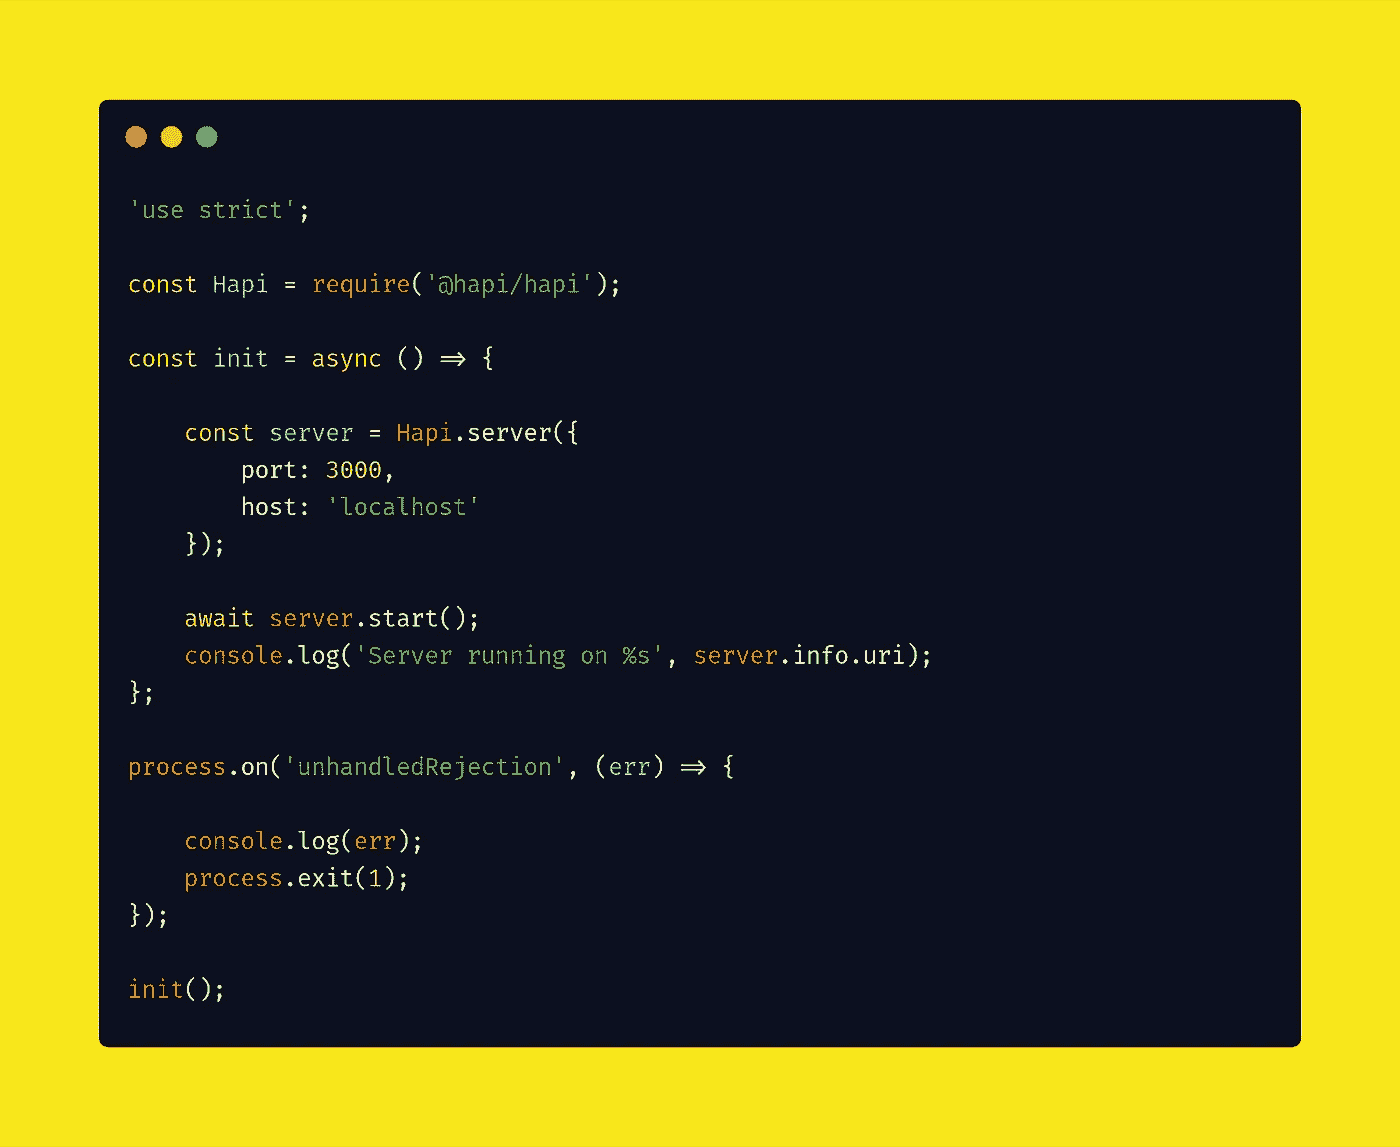 'use strict';
const Hapi = require('@hapi/hapi');
const init = async () => {
    const server = Hapi.server({
        port: 3000,
        host: 'localhost'
    });
    await server.start();
    console.log('Server running on %s', server.info.uri);
};
process.on('unhandledRejection', (err) => {
    console.log(err);
    process.exit(1);
});
init();